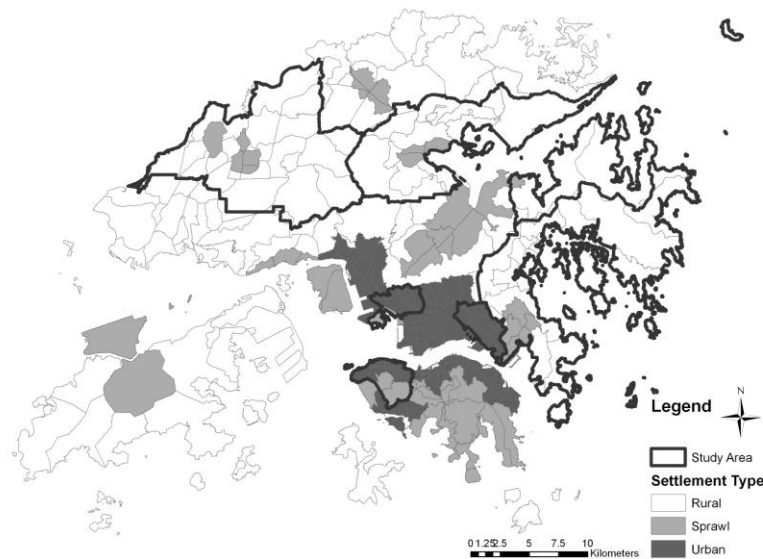 N
Legend
Study Area
Settlement Type
Rural
Sprawl
Urban
0 1.25 2.5 5 7.5 10
Kilometers